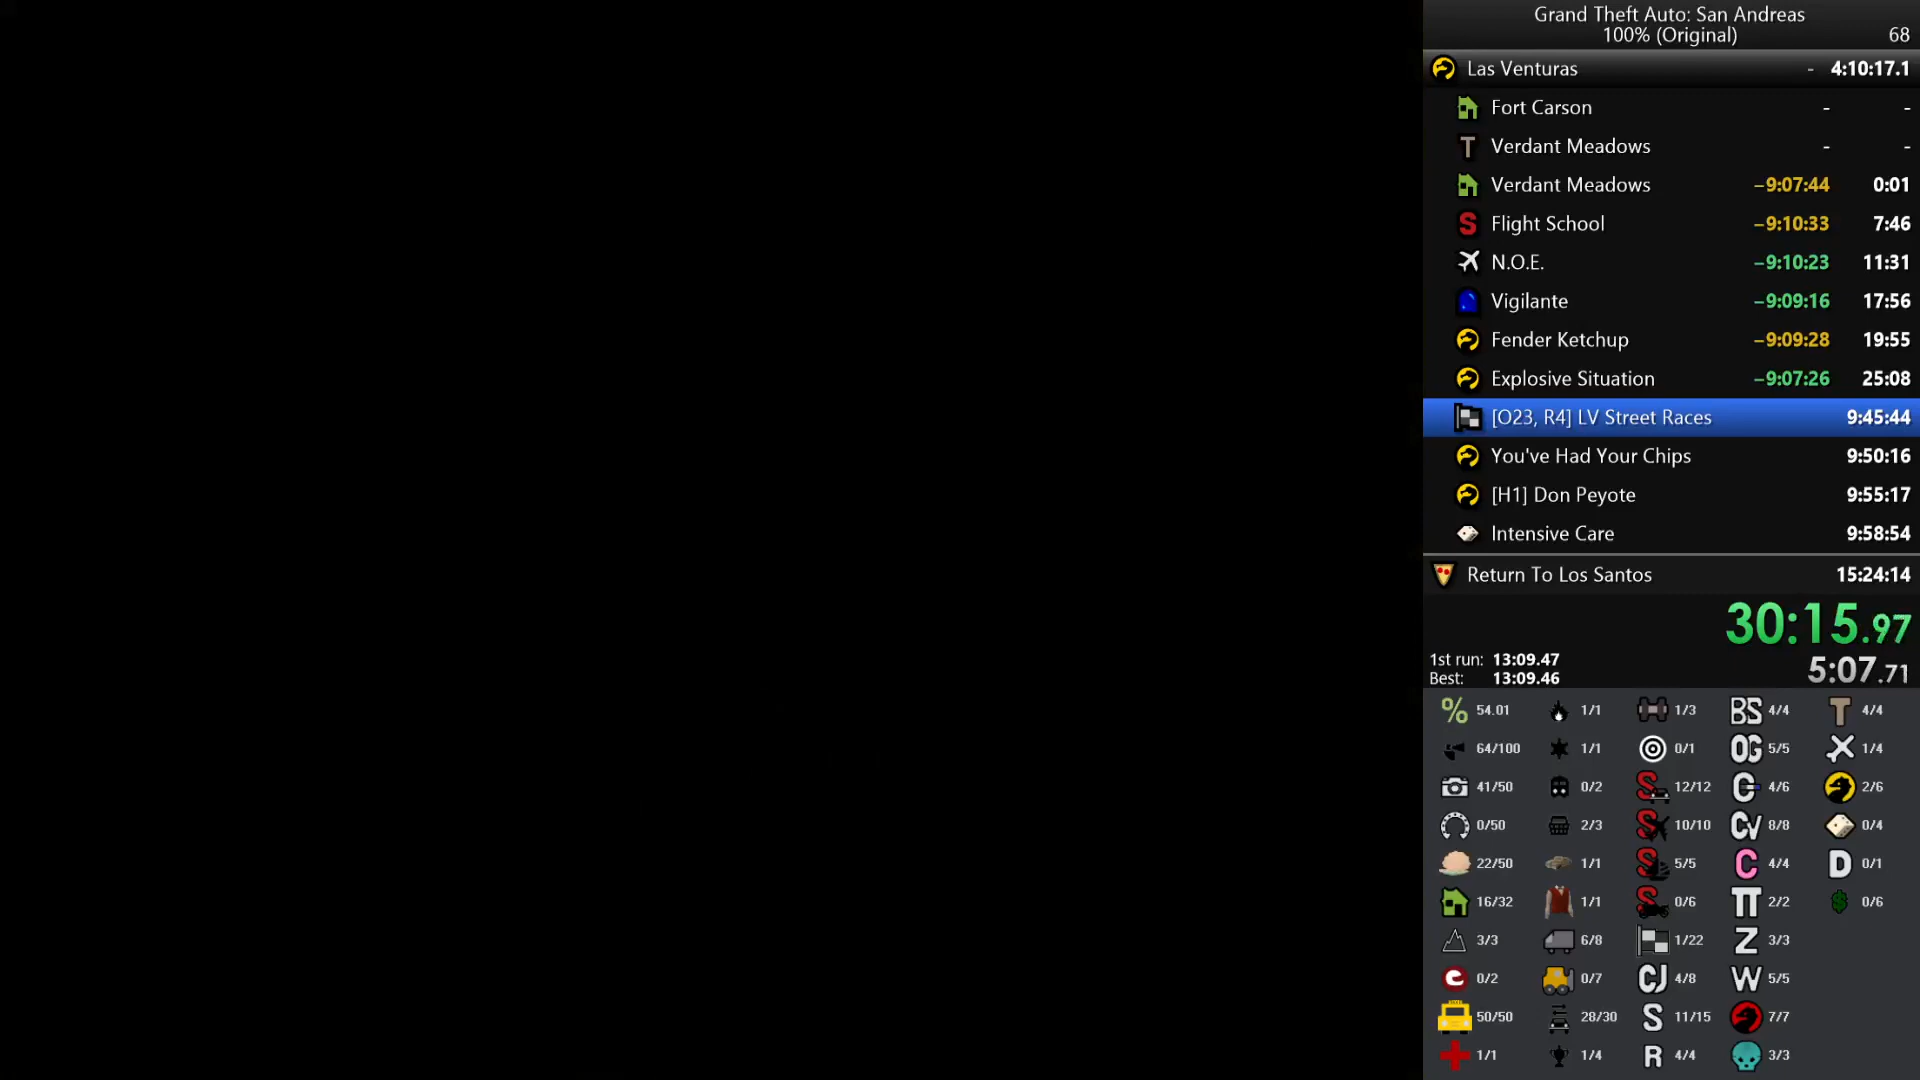 Grand Theft Auto: San Andreas
100% (Original) 68
Las Venturas - 4:10:17.1
Fort Carson - -
T Verdant Meadows - -
Verdant Meadows −9:07:44 0:01
S Flight School −9:10:33 7:46
N.O.E. −9:10:23 11:31
Vigilante −9:09:16 17:56
Fender Ketchup −9:09:28 19:55
Explosive Situation −9:07:26 25:08
[O23, R4] LV Street Races 9:45:44
You've Had Your Chips 9:50:16
[H1] Don Peyote 9:55:17
Intensive Care 9:58:54
Return To Los Santos 15:24:14
30:15.97
1st run: 13:09.47
Best: 13:09.46
5:07.71
% 54.01 1/1 1/3 BS 4/4 T 4/4
64/100 1/1 0/1 OG 5/5 1/4
41/50 0/2 S 12/12 C 4/6 2/6
0/50 2/3 S 10/10 CV 8/8 0/4
22/50 1/1 S 5/5 C 4/4 D 0/1
16/32 1/1 S 0/6 π 2/2 $ 0/6
3/3 6/8 1/22 Z 3/3
e 0/2 0/7 CJ 4/8 W 5/5
50/50 28/30 S 11/15 7/7
1/1 1/4 R 4/4 3/3